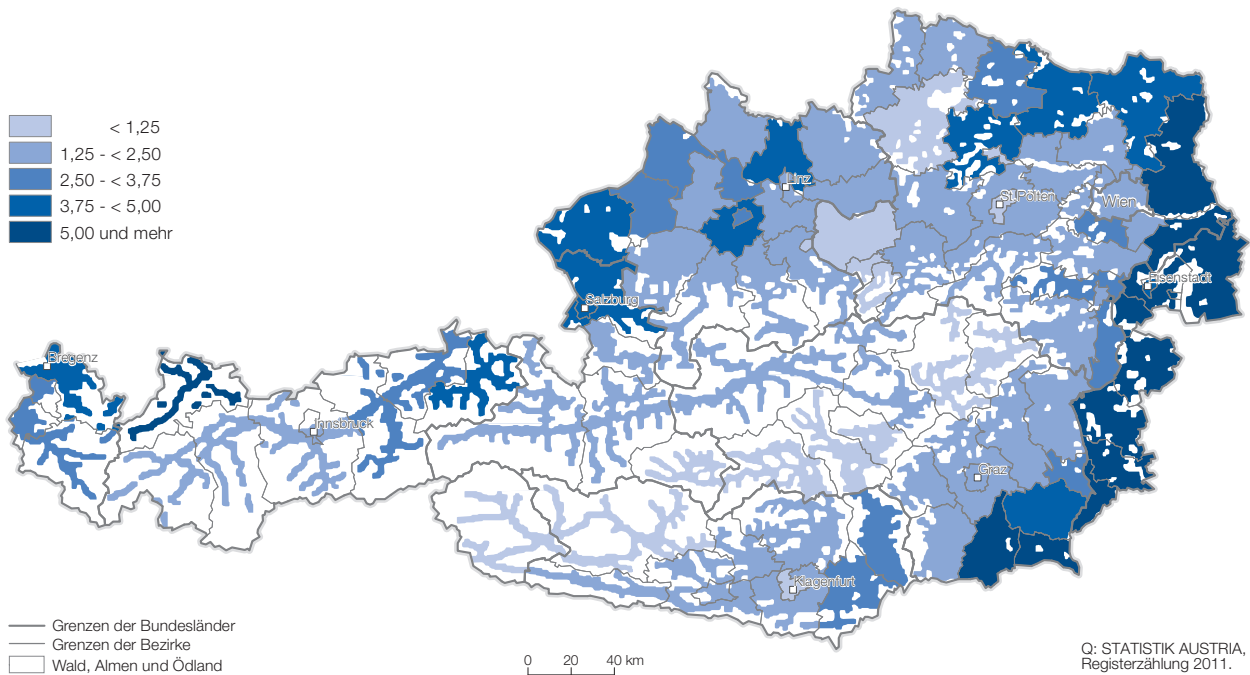 < 1,25
1,25 - < 2,50
2,50 - < 3,75
3,75 - < 5,00
5,00 und mehr
Linz
St.Pölten
Wien
Eisenstadt
Salzburg
Bregenz
Innsbruck
Graz
Klagenfurt
Grenzen der Bundesländer
Grenzen der Bezirke
Wald, Almen und Ödland
0 20 40 km
Q: STATISTIK AUSTRIA,
Registerzählung 2011.